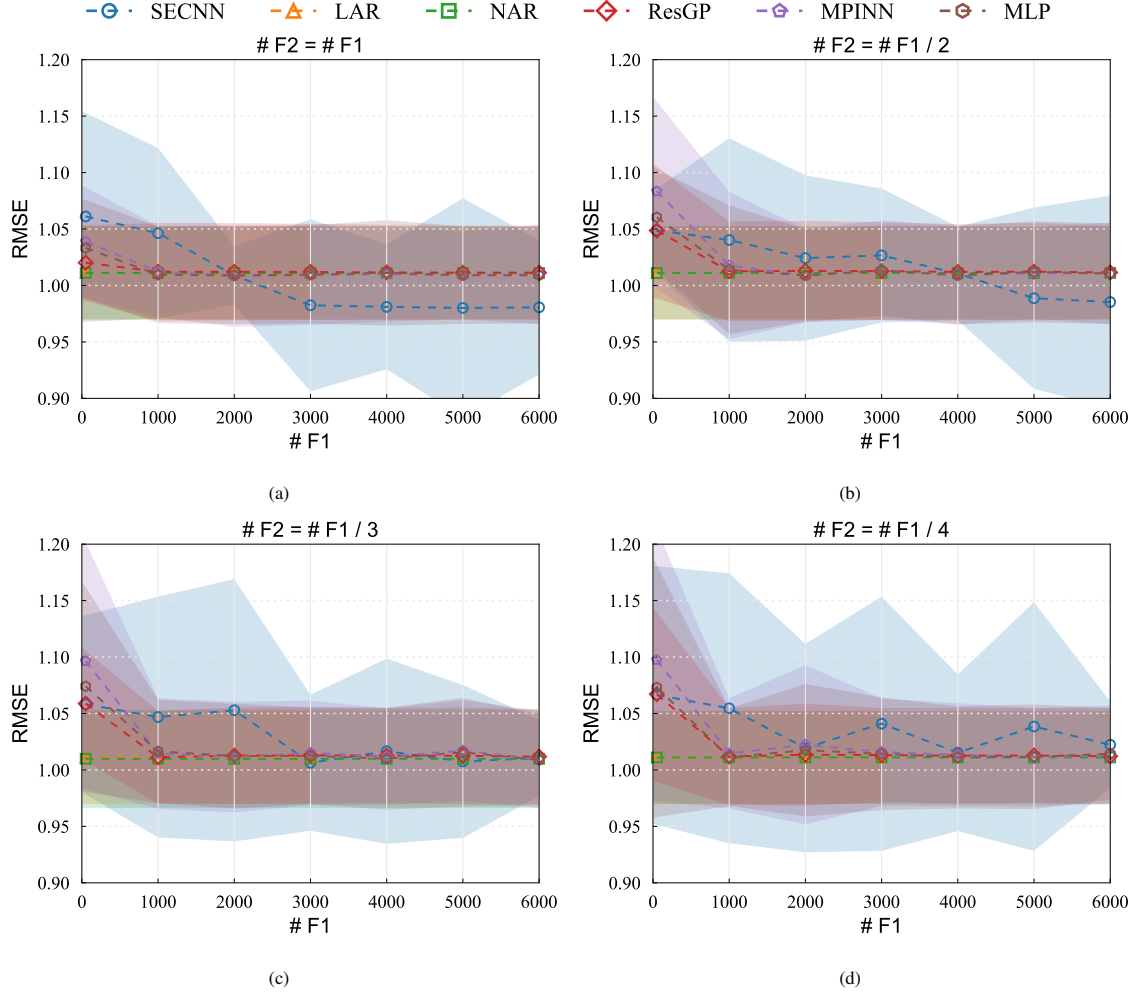 SECNN LAR NAR ResGP MPINN MLP
# F2 = # F1
# F2 = # F1 / 2
1.20
1.15
1.10
1.05
1.00
0.95
0.90
RMSE
0 1000 2000 3000 4000 5000 6000
# F1
1.20
1.15
1.10
1.05
1.00
0.95
0.90
RMSE
0 1000 2000 3000 4000 5000 6000
# F1
(a)
(b)
# F2 = # F1 / 3
# F2 = # F1 / 4
1.20
1.15
1.10
1.05
1.00
0.95
0.90
RMSE
0 1000 2000 3000 4000 5000 6000
# F1
1.20
1.15
1.10
1.05
1.00
0.95
0.90
RMSE
0 1000 2000 3000 4000 5000 6000
# F1
(c)
(d)